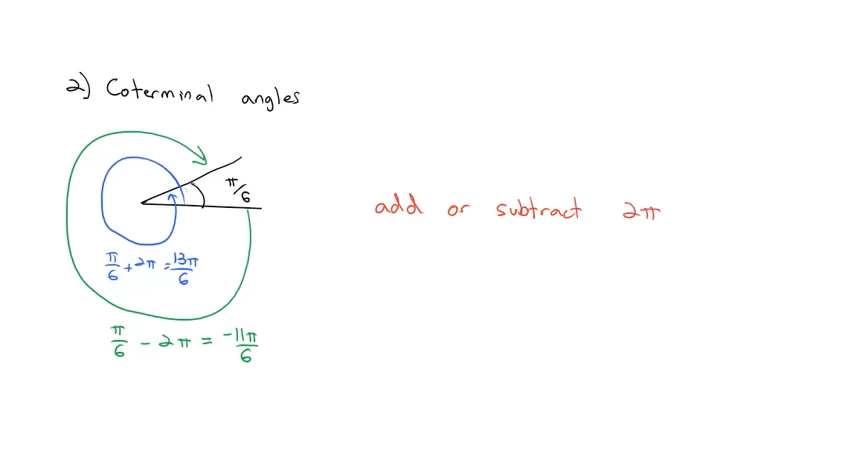 2) Coterminal angles
π/6
add or subtract 2π
π/6 + 2π = 13π/6
π/6 - 2π = -11π/6